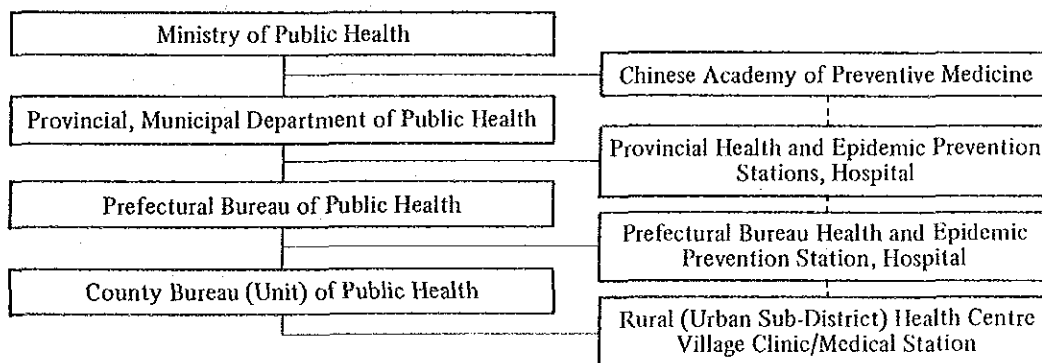 Ministry of Public Health
Chinese Academy of Preventive Medicine
Provincial, Municipal Department of Public Health
Provincial Health and Epidemic Prevention
Stations, Hospital
Prefectural Bureau of Public Health
Prefectural Bureau Health and Epidemic
Prevention Station, Hospital
County Bureau (Unit) of Public Health
Rural (Urban Sub-District) Health Centre
Village Clinic/Medical Station